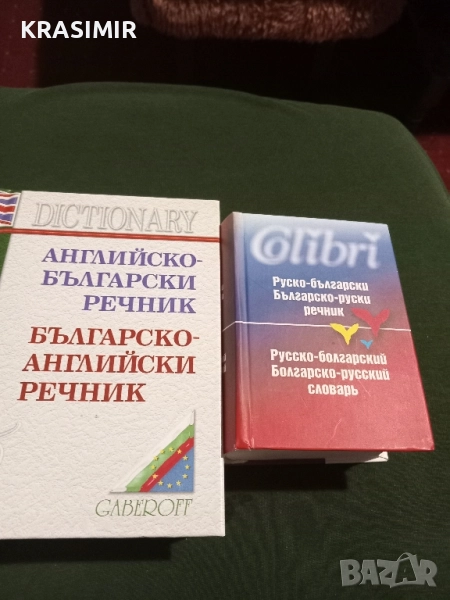 KRASIMIR
DICTIONARY
АНГЛИЙСКО-
БЪЛГАРСКИ
РЕЧНИК
БЪЛГАРСКО-
АНГЛИЙСКИ
РЕЧНИК
GABEROFF
Colibri
Руско-български
Българско-руски
речник
Русско-болгарский
Болгарско-русский
словарь
BAZAR